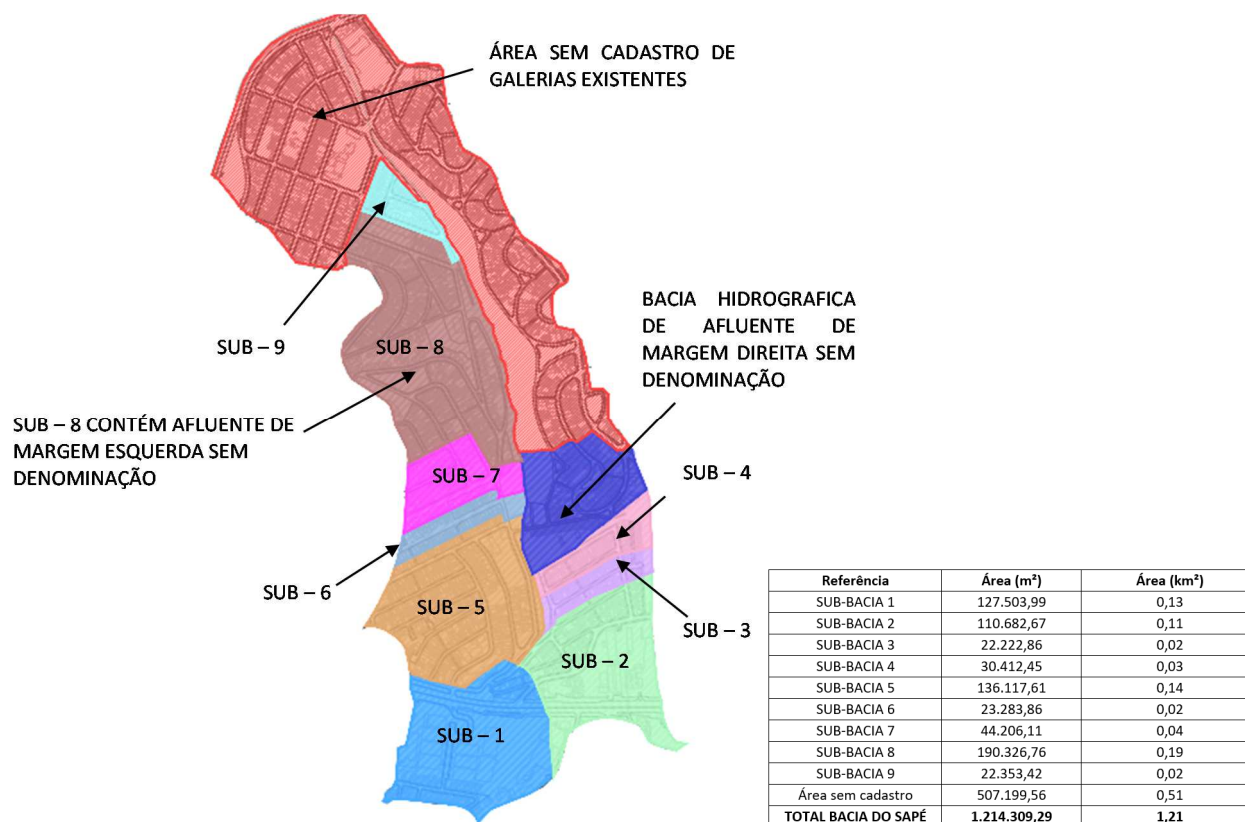 ÁREA SEM CADASTRO DE
GALERIAS EXISTENTES
BACIA HIDROGRAFICA
DE AFLUENTE DE
MARGEM DIREITA SEM
DENOMINAÇÃO
SUB – 9
SUB – 8
SUB – 8 CONTÉM AFLUENTE DE
MARGEM ESQUERDA SEM
DENOMINAÇÃO
SUB – 7
SUB – 4
SUB – 6
SUB – 5
SUB – 3
SUB – 2
SUB – 1
Referência Área (m²) Área (km²)
SUB-BACIA 1 127.503,99 0,13
SUB-BACIA 2 110.682,67 0,11
SUB-BACIA 3 22.222,86 0,02
SUB-BACIA 4 30.412,45 0,03
SUB-BACIA 5 136.117,61 0,14
SUB-BACIA 6 23.283,86 0,02
SUB-BACIA 7 44.206,11 0,04
SUB-BACIA 8 190.326,76 0,19
SUB-BACIA 9 22.353,42 0,02
Área sem cadastro 507.199,56 0,51
TOTAL BACIA DO SAPÉ 1.214.309,29 1,21